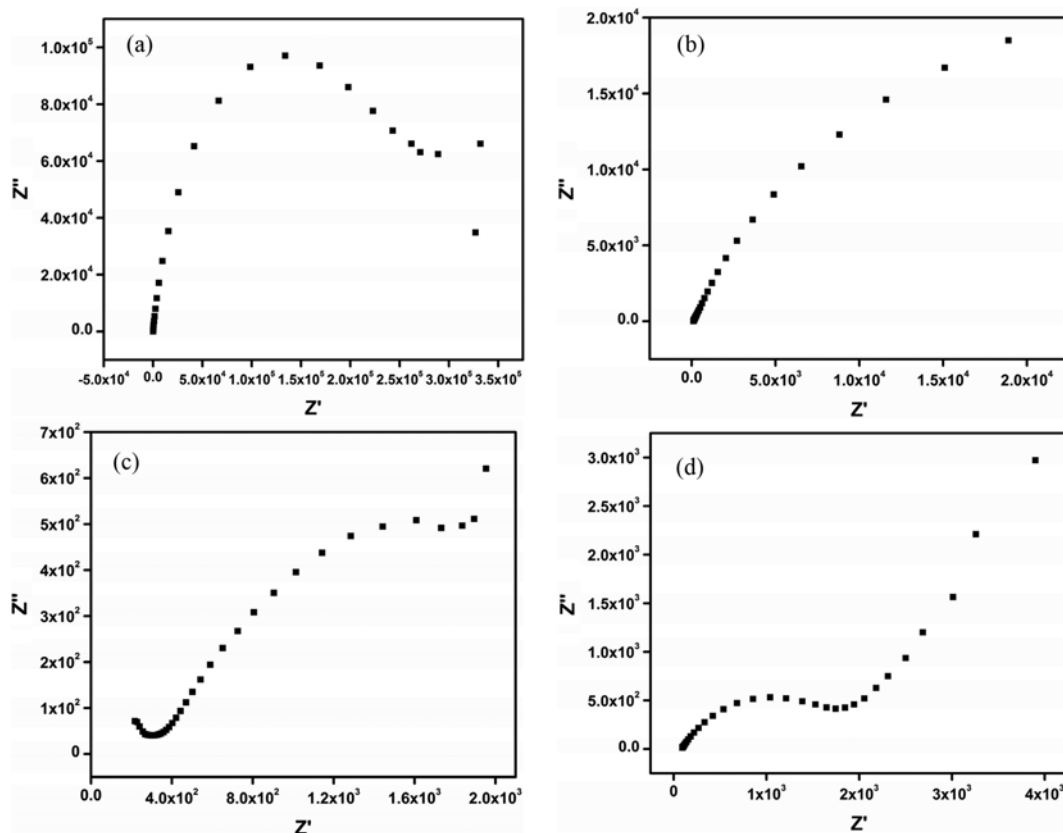 (a)
1.0x10⁵
8.0x10⁴
6.0x10⁴
4.0x10⁴
2.0x10⁴
0.0
Z''
-5.0x10⁴ 0.0 5.0x10⁵ 1.0x10⁵ 1.5x10⁵ 2.0x10⁵ 2.5x10⁵ 3.0x10⁵ 3.5x10⁵
Z'
(b)
2.0x10⁴
1.5x10⁴
1.0x10⁴
5.0x10³
0.0
Z''
0.0 5.0x10³ 1.0x10⁴ 1.5x10⁴ 2.0x10⁴
Z'
(c)
7x10²
6x10²
5x10²
4x10²
3x10²
2x10²
1x10²
0
Z''
0.0 4.0x10² 8.0x10² 1.2x10³ 1.6x10³ 2.0x10³
Z'
(d)
3.0x10³
2.5x10³
2.0x10³
1.5x10³
1.0x10³
5.0x10²
0.0
Z''
0 1x10³ 2x10³ 3x10³ 4x10³
Z'